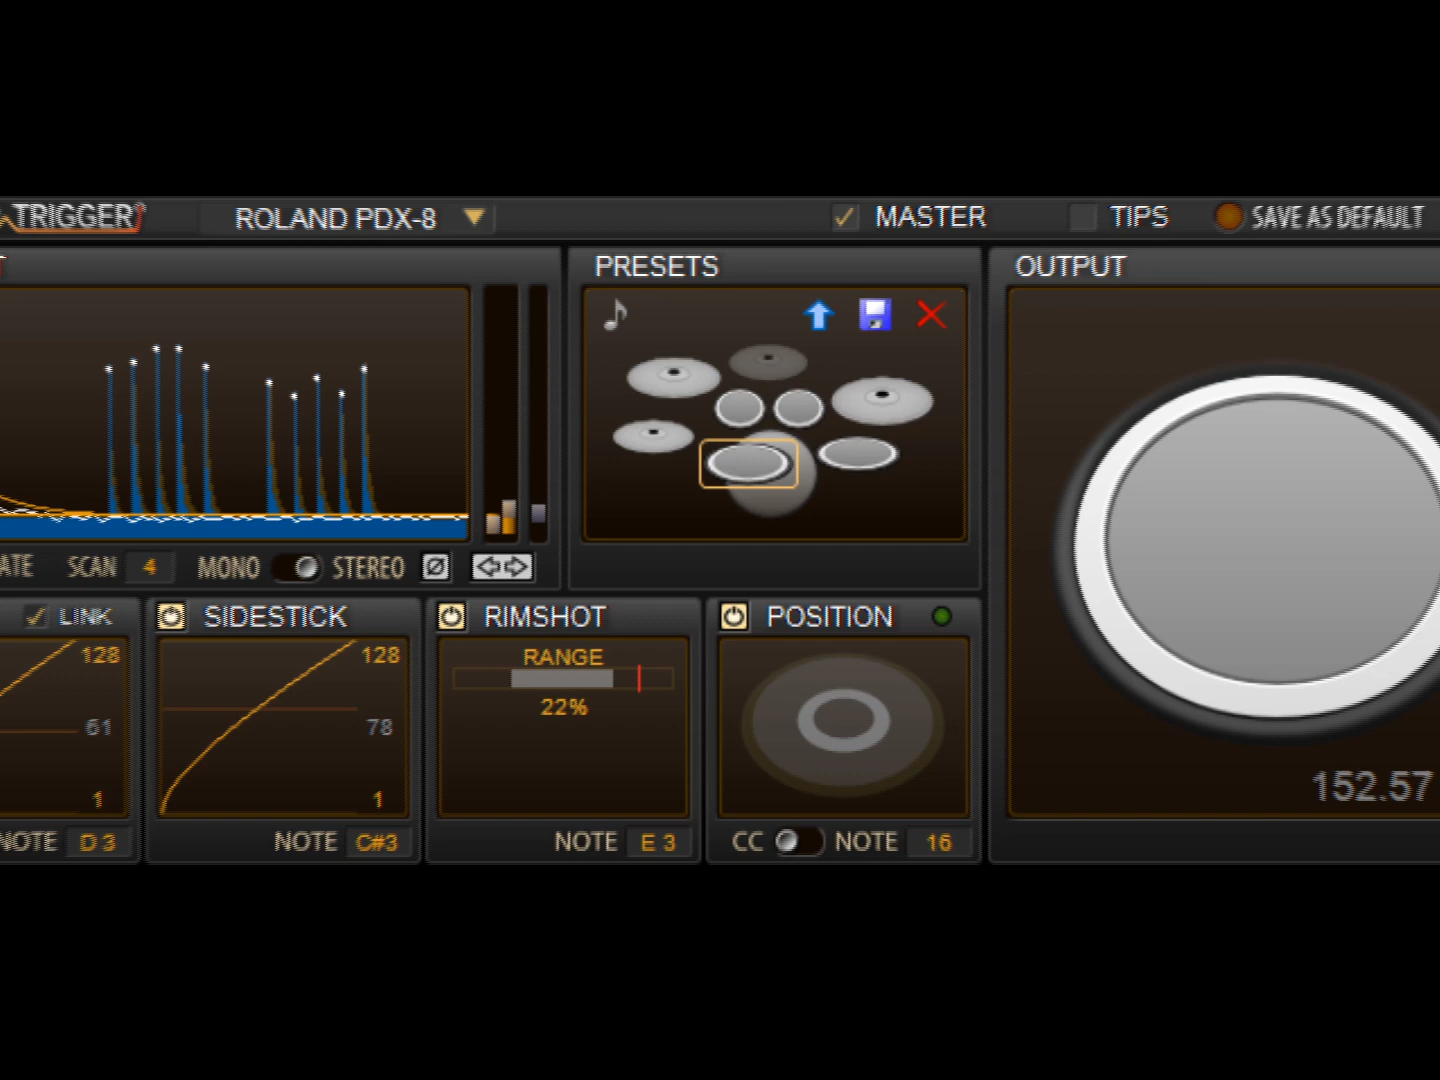 TRIGGER
ROLAND PDX-8
MASTER
TIPS
SAVE AS DEFAULT
PRESETS
OUTPUT
SCAN 4 MONO STEREO Ø
LINK
SIDESTICK
RIMSHOT
POSITION
128
61
1
128
78
1
RANGE
22%
152.57
NOTE D 3
NOTE C#3
NOTE E 3
CC NOTE 16